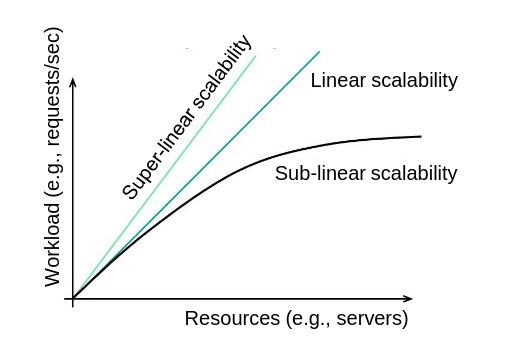 Super-linear scalability
Linear scalability
Sub-linear scalability
Workload (e.g., requests/sec)
Resources (e.g., servers)